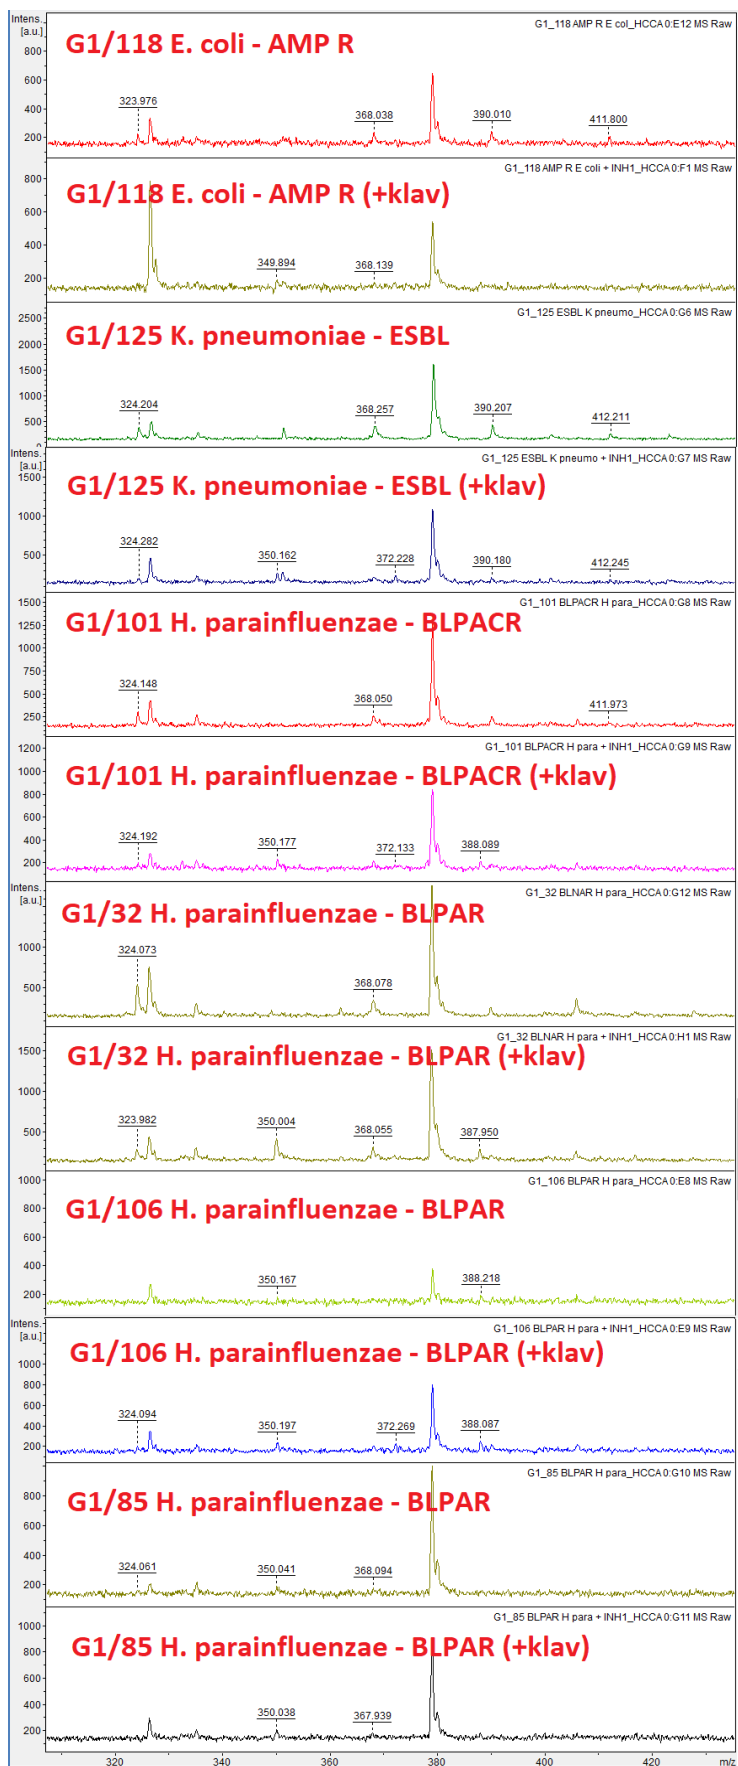 Intens.
[a.u.]
G1_118 AMP R E col_HCCA 0:E12 MS Raw
G1/118 E. coli - AMP R
800
600
400
200
323.976
368.038
390.010
411.800
G1_118 AMP R E coli + INH1_HCCA 0:F1 MS Raw
G1/118 E. coli - AMP R (+klav)
800
600
400
200
349.894
368.139
G1_125 ESBL K pneumo_HCCA 0:G6 MS Raw
G1/125 K. pneumoniae - ESBL
2500
2000
1500
1000
500
0
324.204
368.257
390.207
412.211
Intens.
[a.u.]
G1_125 ESBL K pneumo + INH1_HCCA 0:G7 MS Raw
G1/125 K. pneumoniae - ESBL (+klav)
1500
1000
500
324.282
350.162
372.228
390.180
412.245
G1_101 BLPACR H para_HCCA 0:G8 MS Raw
G1/101 H. parainfluenzae - BLPACR
1500
1250
1000
750
500
250
324.148
368.050
411.973
G1_101 BLPACR H para + INH1_HCCA 0:G9 MS Raw
G1/101 H. parainfluenzae - BLPACR (+klav)
1200
1000
800
600
400
200
324.192
350.177
372.133
388.089
Intens.
[a.u.]
G1_32 BLNAR H para_HCCA 0:G12 MS Raw
G1/32 H. parainfluenzae - BLPAR
1000
500
324.073
368.078
G1_32 BLNAR H para + INH1_HCCA 0:H1 MS Raw
G1/32 H. parainfluenzae - BLPAR (+klav)
1500
1000
500
323.982
350.004
368.055
387.950
G1_106 BLPAR H para_HCCA 0:E8 MS Raw
G1/106 H. parainfluenzae - BLPAR
1000
800
600
400
200
350.167
388.218
Intens.
[a.u.]
G1_106 BLPAR H para + INH1_HCCA 0:E9 MS Raw
G1/106 H. parainfluenzae - BLPAR (+klav)
1000
800
600
400
200
324.094
350.197
372.269
388.087
G1_85 BLPAR H para_HCCA 0:G10 MS Raw
G1/85 H. parainfluenzae - BLPAR
800
600
400
200
324.061
350.041
368.094
G1_85 BLPAR H para + INH1_HCCA 0:G11 MS Raw
G1/85 H. parainfluenzae - BLPAR (+klav)
1000
800
600
400
200
350.038
367.939
320
340
360
380
400
420
m/z